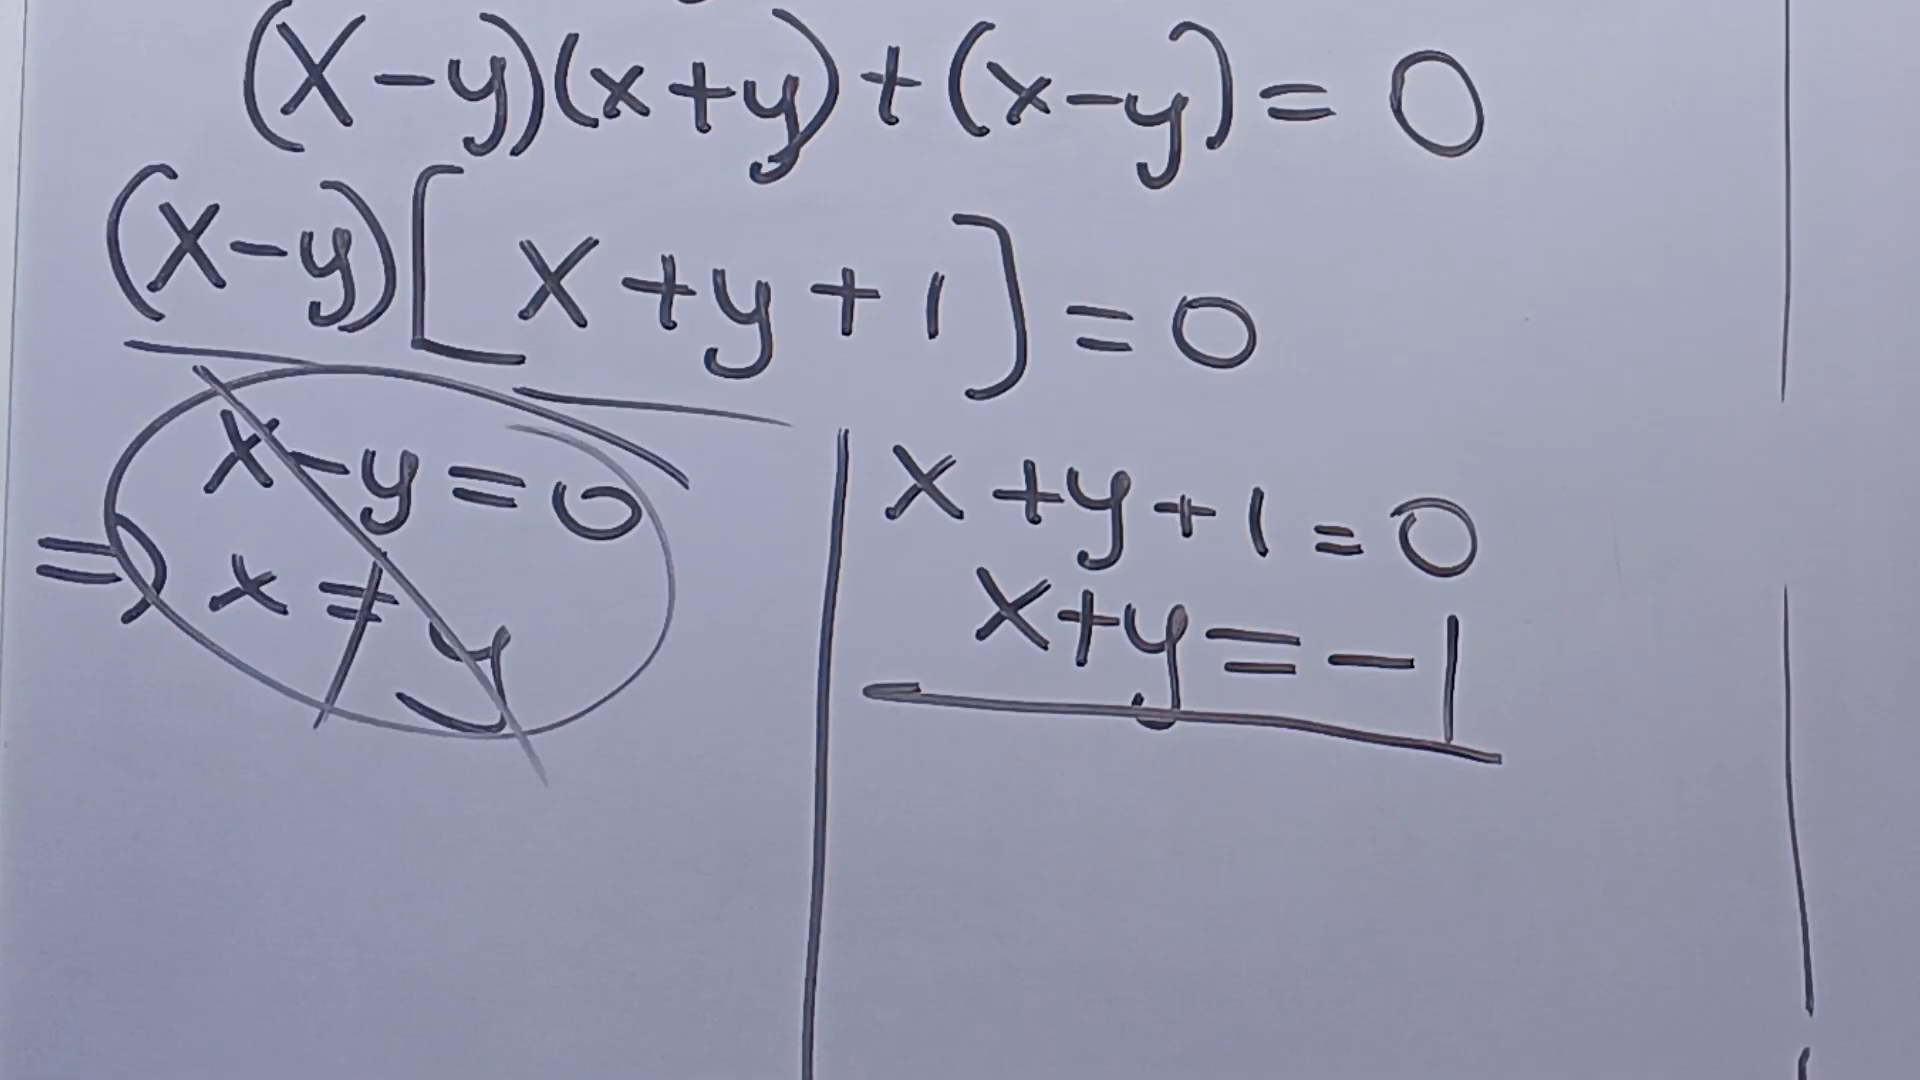 (x-y)(x+y)+(x-y)=0
(x-y)[x+y+1]=0
x-y=0
=> x≠y
x+y+1=0
x+y=-1